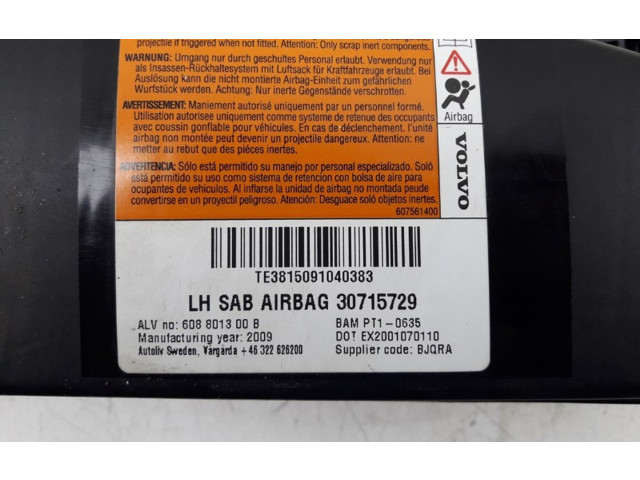 projectile if triggered when not fitted. Attention: Only scrap inert components.
WARNUNG: Umgang nur durch geschultes Personal erlaubt. Verwendung nur
als Insassen-Rückhaltesystem mit Luftsack für Kraftfahrzeuge erlaubt. Bei
Auslösung kann die nicht montierte Airbag-Einheit zum gefährlichen
Wurfstück werden. Achtung: Nur inerte Gegenstände verschrotten.
AVERTISSEMENT: Maniement autorisé uniquement par un personnel formé.
Utilisation autorisée uniquement comme systeme de retenue des occupants
avec coussin gonflable pour véhicules. En cas de déclenchement. l'unité
airbag non montée peut devenir un projectile dangereux. Attention: ne
mettre au rebut que des pièces inertes.
ADVERTENCIA: Sólo está permitido su manejo por personal especializado. Soló
está permitido su uso como sistema de retención con bolsa de aire para
ocupantes de vehículos. Al inflarse la unidad de airbag no montada peude
convertirse en un proyectil peligroso. Atención: Desguace soló objetos inertes.
607561400
Airbag
VOLVO
TE3815091040383
LH SAB AIRBAG 30715729
ALV no: 608 8013 00 B
BAM PT1-0635
Manufacturing year: 2009
DOT EX2001070110
Autoliv Sweden, Vårgårda +46 322 626200
Supplier code: BJQRA